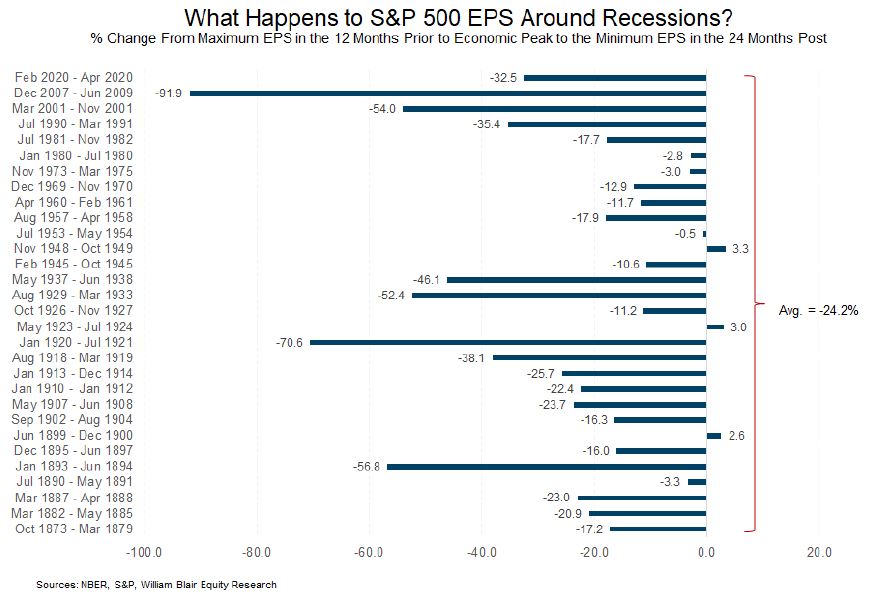 What Happens to S&P 500 EPS Around Recessions?
% Change From Maximum EPS in the 12 Months Prior to Economic Peak to the Minimum EPS in the 24 Months Post
Feb 2020 - Apr 2020 -32.5
Dec 2007 - Jun 2009 -91.9
Mar 2001 - Nov 2001 -54.0
Jul 1990 - Mar 1991 -35.4
Jul 1981 - Nov 1982 -17.7
Jan 1980 - Jul 1980 -2.8
Nov 1973 - Mar 1975 -3.0
Dec 1969 - Nov 1970 -12.9
Apr 1960 - Feb 1961 -11.7
Aug 1957 - Apr 1958 -17.9
Jul 1953 - May 1954 -0.5
Nov 1948 - Oct 1949 3.3
Feb 1945 - Oct 1945 -10.6
May 1937 - Jun 1938 -46.1
Aug 1929 - Mar 1933 -52.4
Oct 1926 - Nov 1927 -11.2
Avg. = -24.2%
May 1923 - Jul 1924 3.0
Jan 1920 - Jul 1921 -70.6
Aug 1918 - Mar 1919 -38.1
Jan 1913 - Dec 1914 -25.7
Jan 1910 - Jan 1912 -22.4
May 1907 - Jun 1908 -23.7
Sep 1902 - Aug 1904 -16.3
Jun 1899 - Dec 1900 2.6
Dec 1895 - Jun 1897 -16.0
Jan 1893 - Jun 1894 -56.8
Jul 1890 - May 1891 -3.3
Mar 1887 - Apr 1888 -23.0
Mar 1882 - May 1885 -20.9
Oct 1873 - Mar 1879 -17.2
-100.0 -80.0 -60.0 -40.0 -20.0 0.0 20.0
Sources: NBER, S&P, William Blair Equity Research